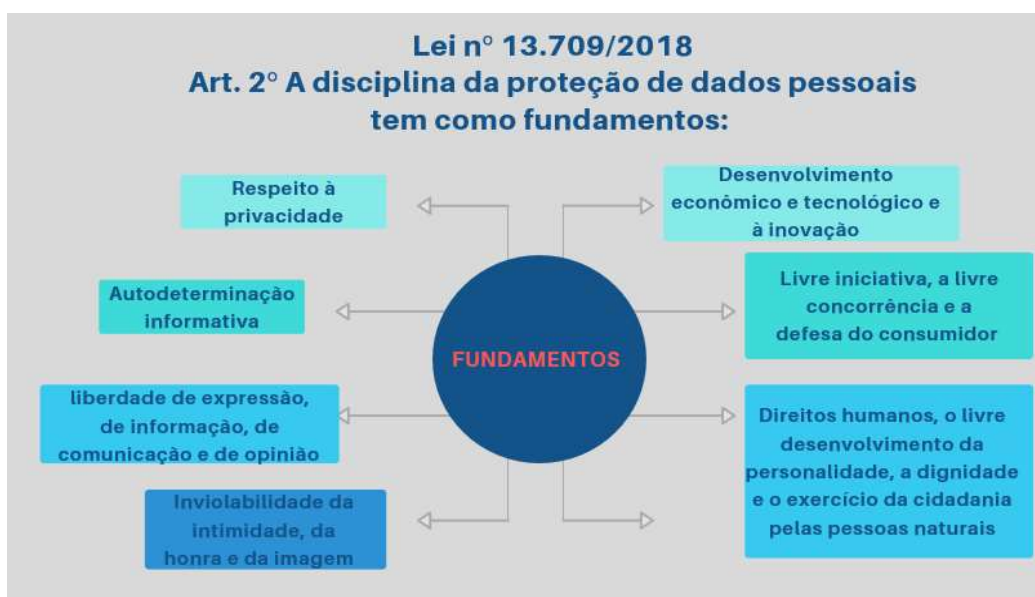 Lei n° 13.709/2018
Art. 2° A disciplina da proteção de dados pessoais
tem como fundamentos:
Respeito à
privacidade
Autodeterminação
informativa
liberdade de expressão,
de informação, de
comunicação e de opinião
Inviolabilidade da
intimidade, da
honra e da imagem
FUNDAMENTOS
Desenvolvimento
econômico e tecnológico e
à inovação
Livre iniciativa, a livre
concorrência e a
defesa do consumidor
Direitos humanos, o livre
desenvolvimento da
personalidade, a dignidade
e o exercício da cidadania
pelas pessoas naturais